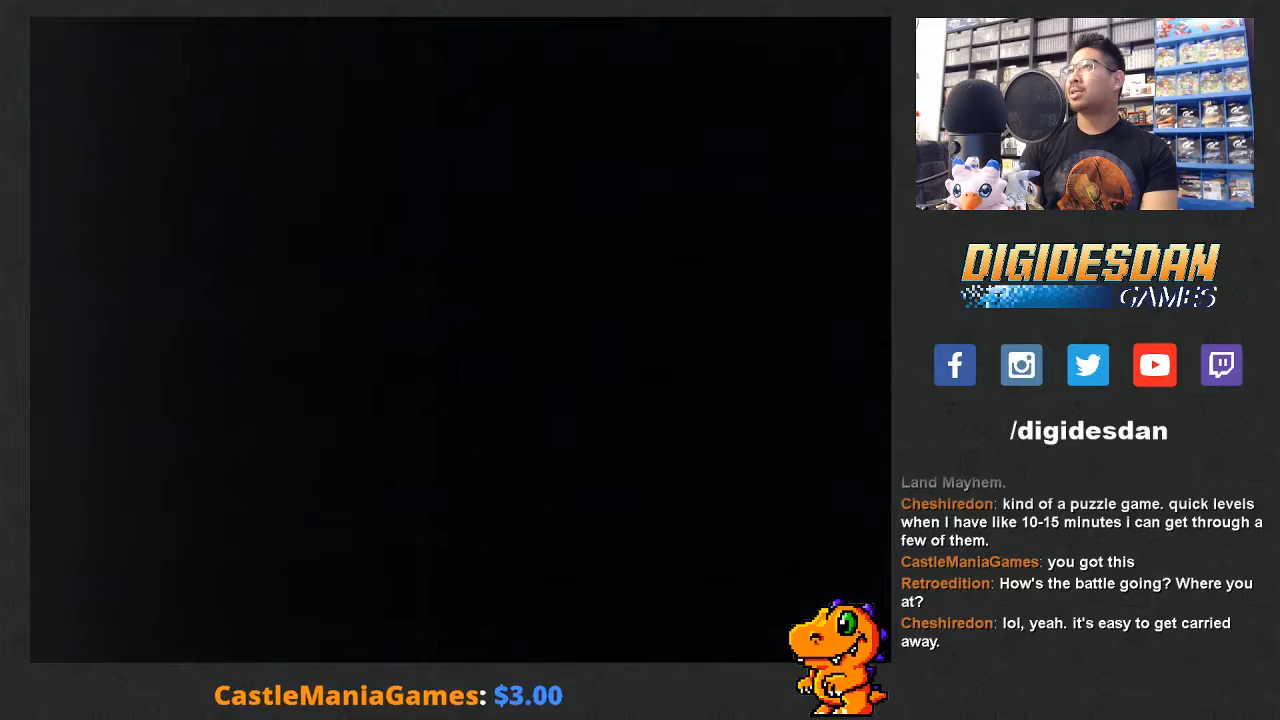 DIGIDESDAN
GAMES
/digidesdan
Land Mayhem.
Cheshiredon: kind of a puzzle game. quick levels
when I have like 10-15 minutes i can get through a
few of them.
CastleManiaGames: you got this
Retroedition: How's the battle going? Where you
at?
Cheshiredon: lol, yeah. it's easy to get carried
away.
CastleManiaGames: $3.00